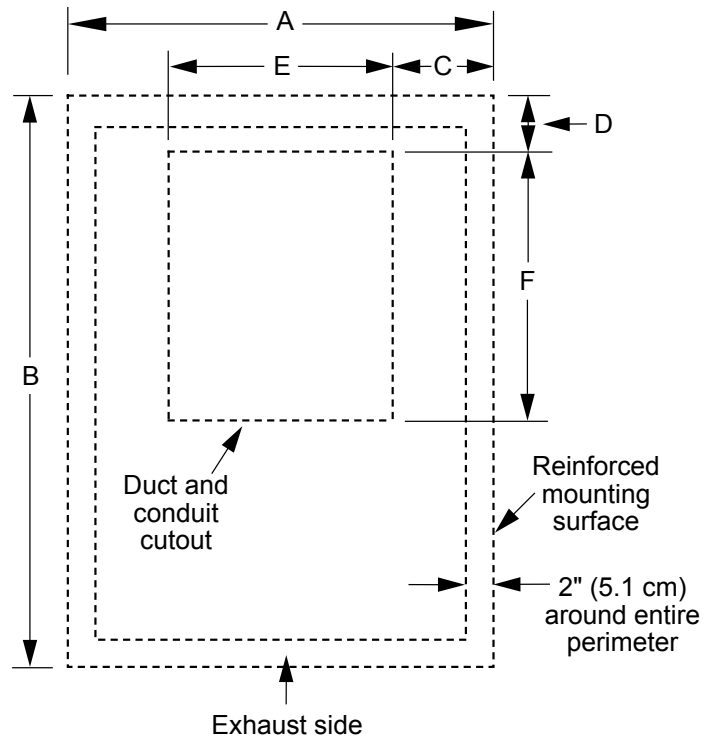 A
E
C
D
F
B
Duct and
conduit
cutout
Reinforced
mounting
surface
2" (5.1 cm)
around entire
perimeter
Exhaust side